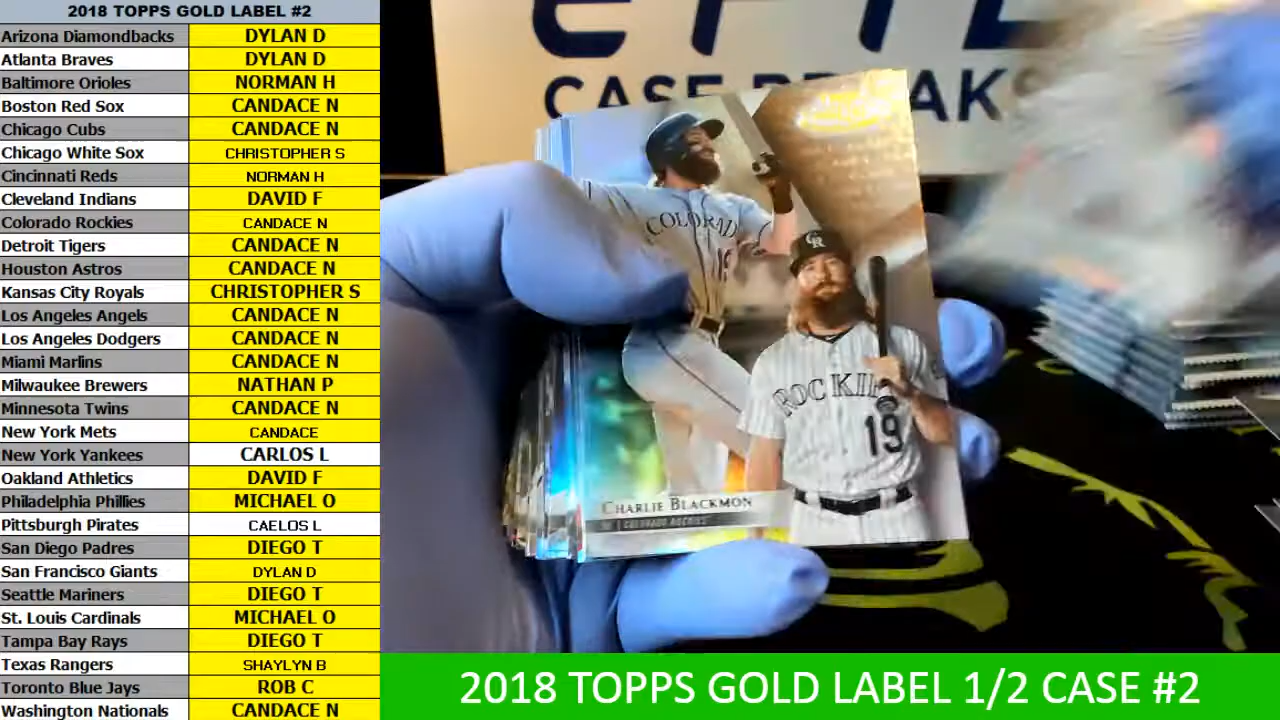 2018 TOPPS GOLD LABEL #2
Arizona Diamondbacks DYLAN D
Atlanta Braves DYLAN D
Baltimore Orioles NORMAN H
Boston Red Sox CANDACE N
Chicago Cubs CANDACE N
Chicago White Sox CHRISTOPHER S
Cincinnati Reds NORMAN H
Cleveland Indians DAVID F
Colorado Rockies CANDACE N
Detroit Tigers CANDACE N
Houston Astros CANDACE N
Kansas City Royals CHRISTOPHER S
Los Angeles Angels CANDACE N
Los Angeles Dodgers CANDACE N
Miami Marlins CANDACE N
Milwaukee Brewers NATHAN P
Minnesota Twins CANDACE N
New York Mets CANDACE
New York Yankees CARLOS L
Oakland Athletics DAVID F
Philadelphia Phillies MICHAEL O
Pittsburgh Pirates CAELOS L
San Diego Padres DIEGO T
San Francisco Giants DYLAN D
Seattle Mariners DIEGO T
St. Louis Cardinals MICHAEL O
Tampa Bay Rays DIEGO T
Texas Rangers SHAYLYN B
Toronto Blue Jays ROB C
Washington Nationals CANDACE N
CASE BREAKS
COLORAD
CR
ROCKIE
19
CHARLIE BLACKMON
COLORADO ROCKIES
2018 TOPPS GOLD LABEL 1/2 CASE #2